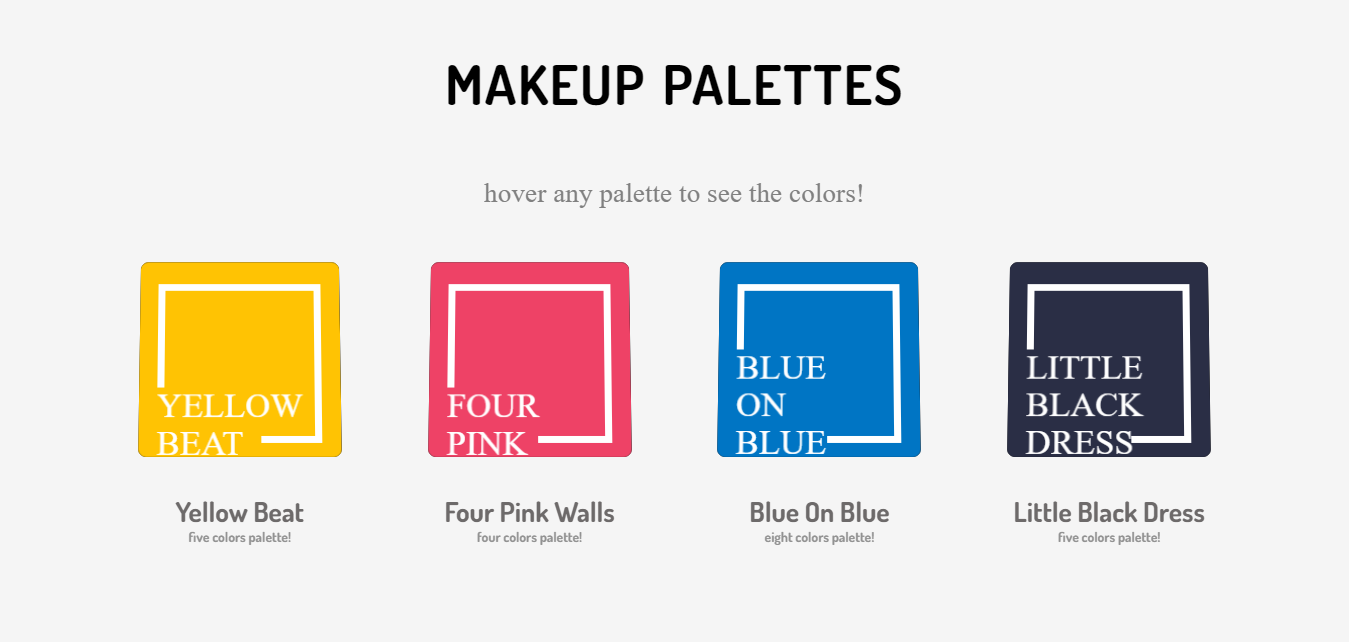 MAKEUP PALETTES
hover any palette to see the colors!
YELLOW
BEAT
FOUR
PINK
BLUE
ON
BLUE
LITTLE
BLACK
DRESS
Yellow Beat
five colors palette!
Four Pink Walls
four colors palette!
Blue On Blue
eight colors palette!
Little Black Dress
five colors palette!